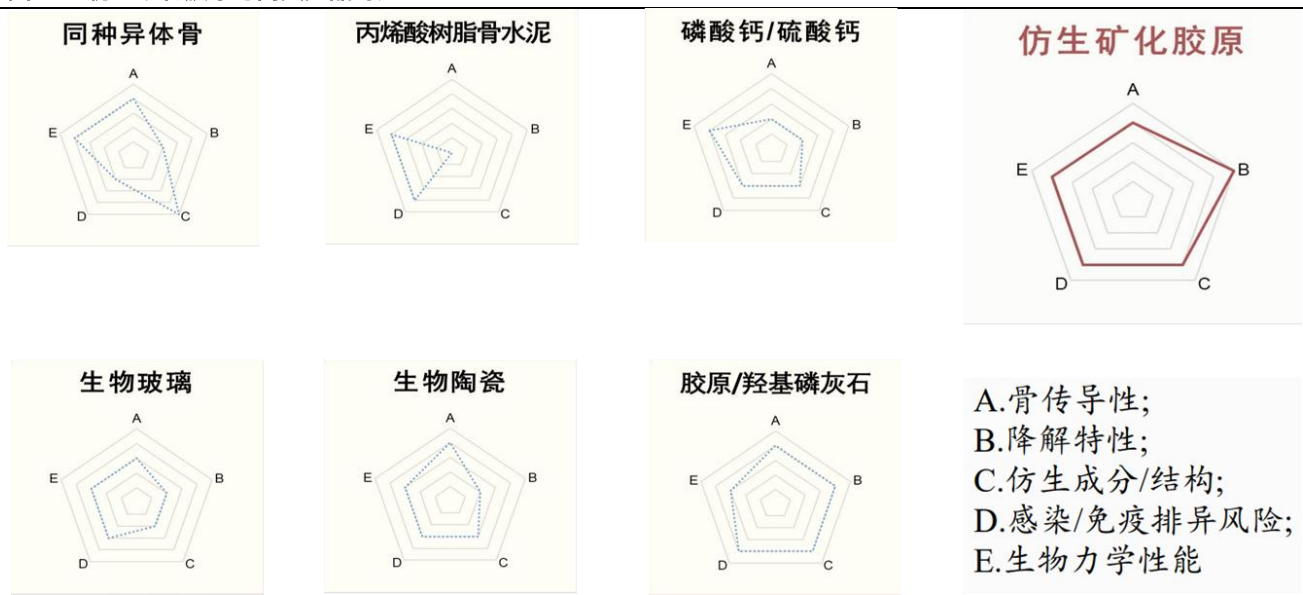 同种异体骨
A
B
C
D
E
丙烯酸树脂骨水泥
A
B
C
D
E
磷酸钙/硫酸钙
A
B
C
D
E
仿生矿化胶原
A
B
C
D
E
生物玻璃
A
B
C
D
E
生物陶瓷
A
B
C
D
E
胶原/羟基磷灰石
A
B
C
D
E
A.骨传导性;
B.降解特性;
C.仿生成分/结构;
D.感染/免疫排异风险;
E.生物力学性能